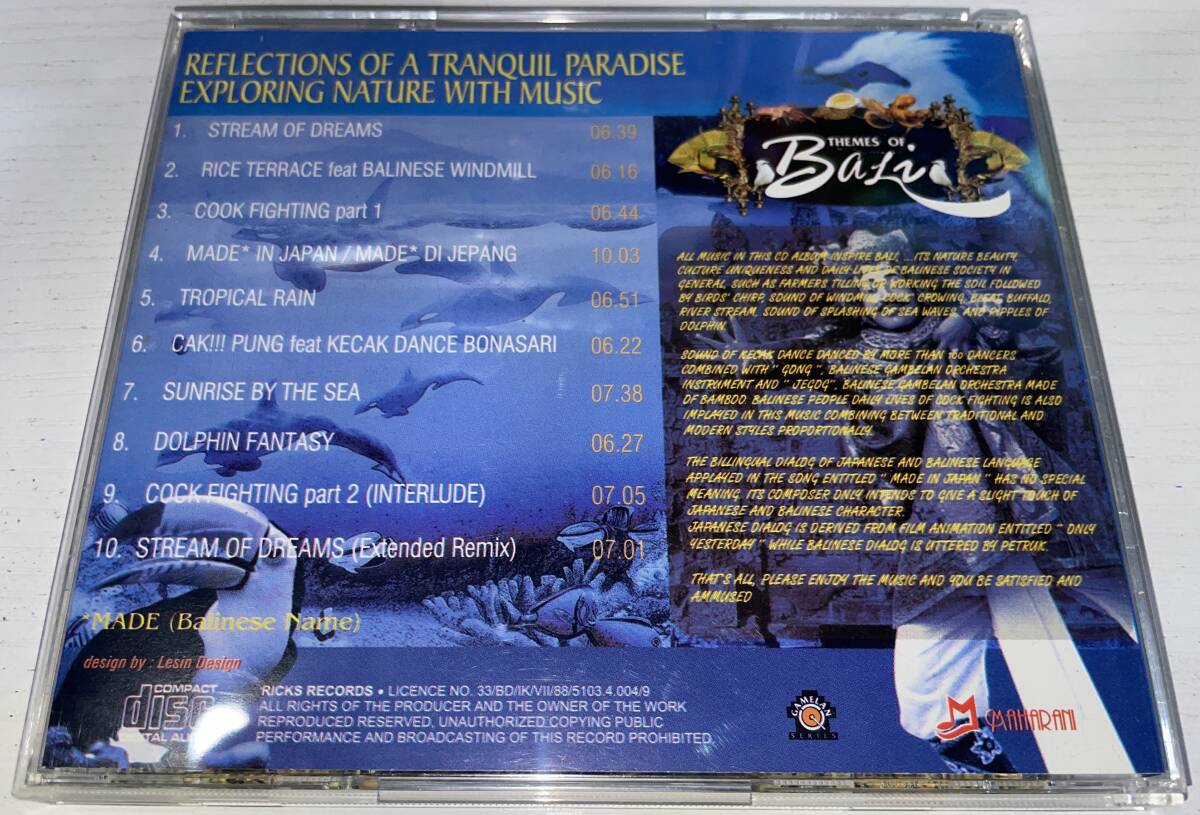 REFLECTIONS OF A TRANQUIL PARADISE
EXPLORING NATURE WITH MUSIC
1. STREAM OF DREAMS 06.39
2. RICE TERRACE feat BALINESE WINDMILL 06.16
3. COOK FIGHTING part 1 06.44
4. MADE* IN JAPAN / MADE* DI JEPANG 10.03
5. TROPICAL RAIN 06.51
6. CAK!!! PUNG feat KECAK DANCE BONASARI 06.22
7. SUNRISE BY THE SEA 07.38
8. DOLPHIN FANTASY 06.27
9. COCK FIGHTING part 2 (INTERLUDE) 07.05
10. STREAM OF DREAMS (Extended Remix) 07.01
*MADE (Balinese Name)
design by : Lesin Design
THEMES OF
Bali
ALL MUSIC IN THIS CD ALBUM INSPIRE BALI, ... ITS NATURE BEAUTY,
CULTURE UNIQUENESS AND DAILY LIVES OF BALINESE SOCIETY IN
GENERAL, SUCH AS FARMERS TILLING OR WORKING THE SOIL FOLLOWED
BY BIRDS' CHIRP, SOUND OF WINDMILL COCK' CROWING, BLEAT BUFFALO,
RIVER STREAM, SOUND OF SPLASHING OF SEA WAVES, AND RIPPLES OF
DOLPHIN
SOUND OF KECAK DANCE DANCED BY MORE THAN 100 DANCERS
COMBINED WITH " GONG ", BALINESE GAMBELAN ORCHESTRA
INSTRUMENT AND " JEGOG", BALINESE GAMBELAN ORCHESTRA MADE
OF BAMBOO. BALINESE PEOPLE DAILY LIVES OF COCK FIGHTING IS ALSO
IMPLAYED IN THIS MUSIC COMBINING BETWEEN TRADITIONAL AND
MODERN STYLES PROPORTIONALLY.
THE BILLINGUAL DIALOG OF JAPANESE AND BALINESE LANGUAGE
APPLAYED IN THE SONG ENTITLED " MADE IN JAPAN " HAS NO SPECIAL
MEANING. ITS COMPOSER ONLY INTENDS TO GIVE A SLIGHT TOUCH OF
JAPANESE AND BALINESE CHARACTER.
JAPANESE DIALOG IS DERIVED FROM FILM ANIMATION ENTITLED " ONLY
YESTERDAY " WHILE BALINESE DIALOG IS UTTERED BY PETRUK.
THAT'S ALL, PLEASE ENJOY THE MUSIC AND YOU BE SATISFIED AND
AMMUSED
COMPACT
disc
DIGITAL AUDIO
RICKS RECORDS • LICENCE NO. 33/BD/IK/VII/88/5103.4.004/9
ALL RIGHTS OF THE PRODUCER AND THE OWNER OF THE WORK
REPRODUCED RESERVED, UNAUTHORIZED COPYING PUBLIC
PERFORMANCE AND BROADCASTING OF THIS RECORD PROHIBITED
GAMELAN
SERIES
MAHARANI